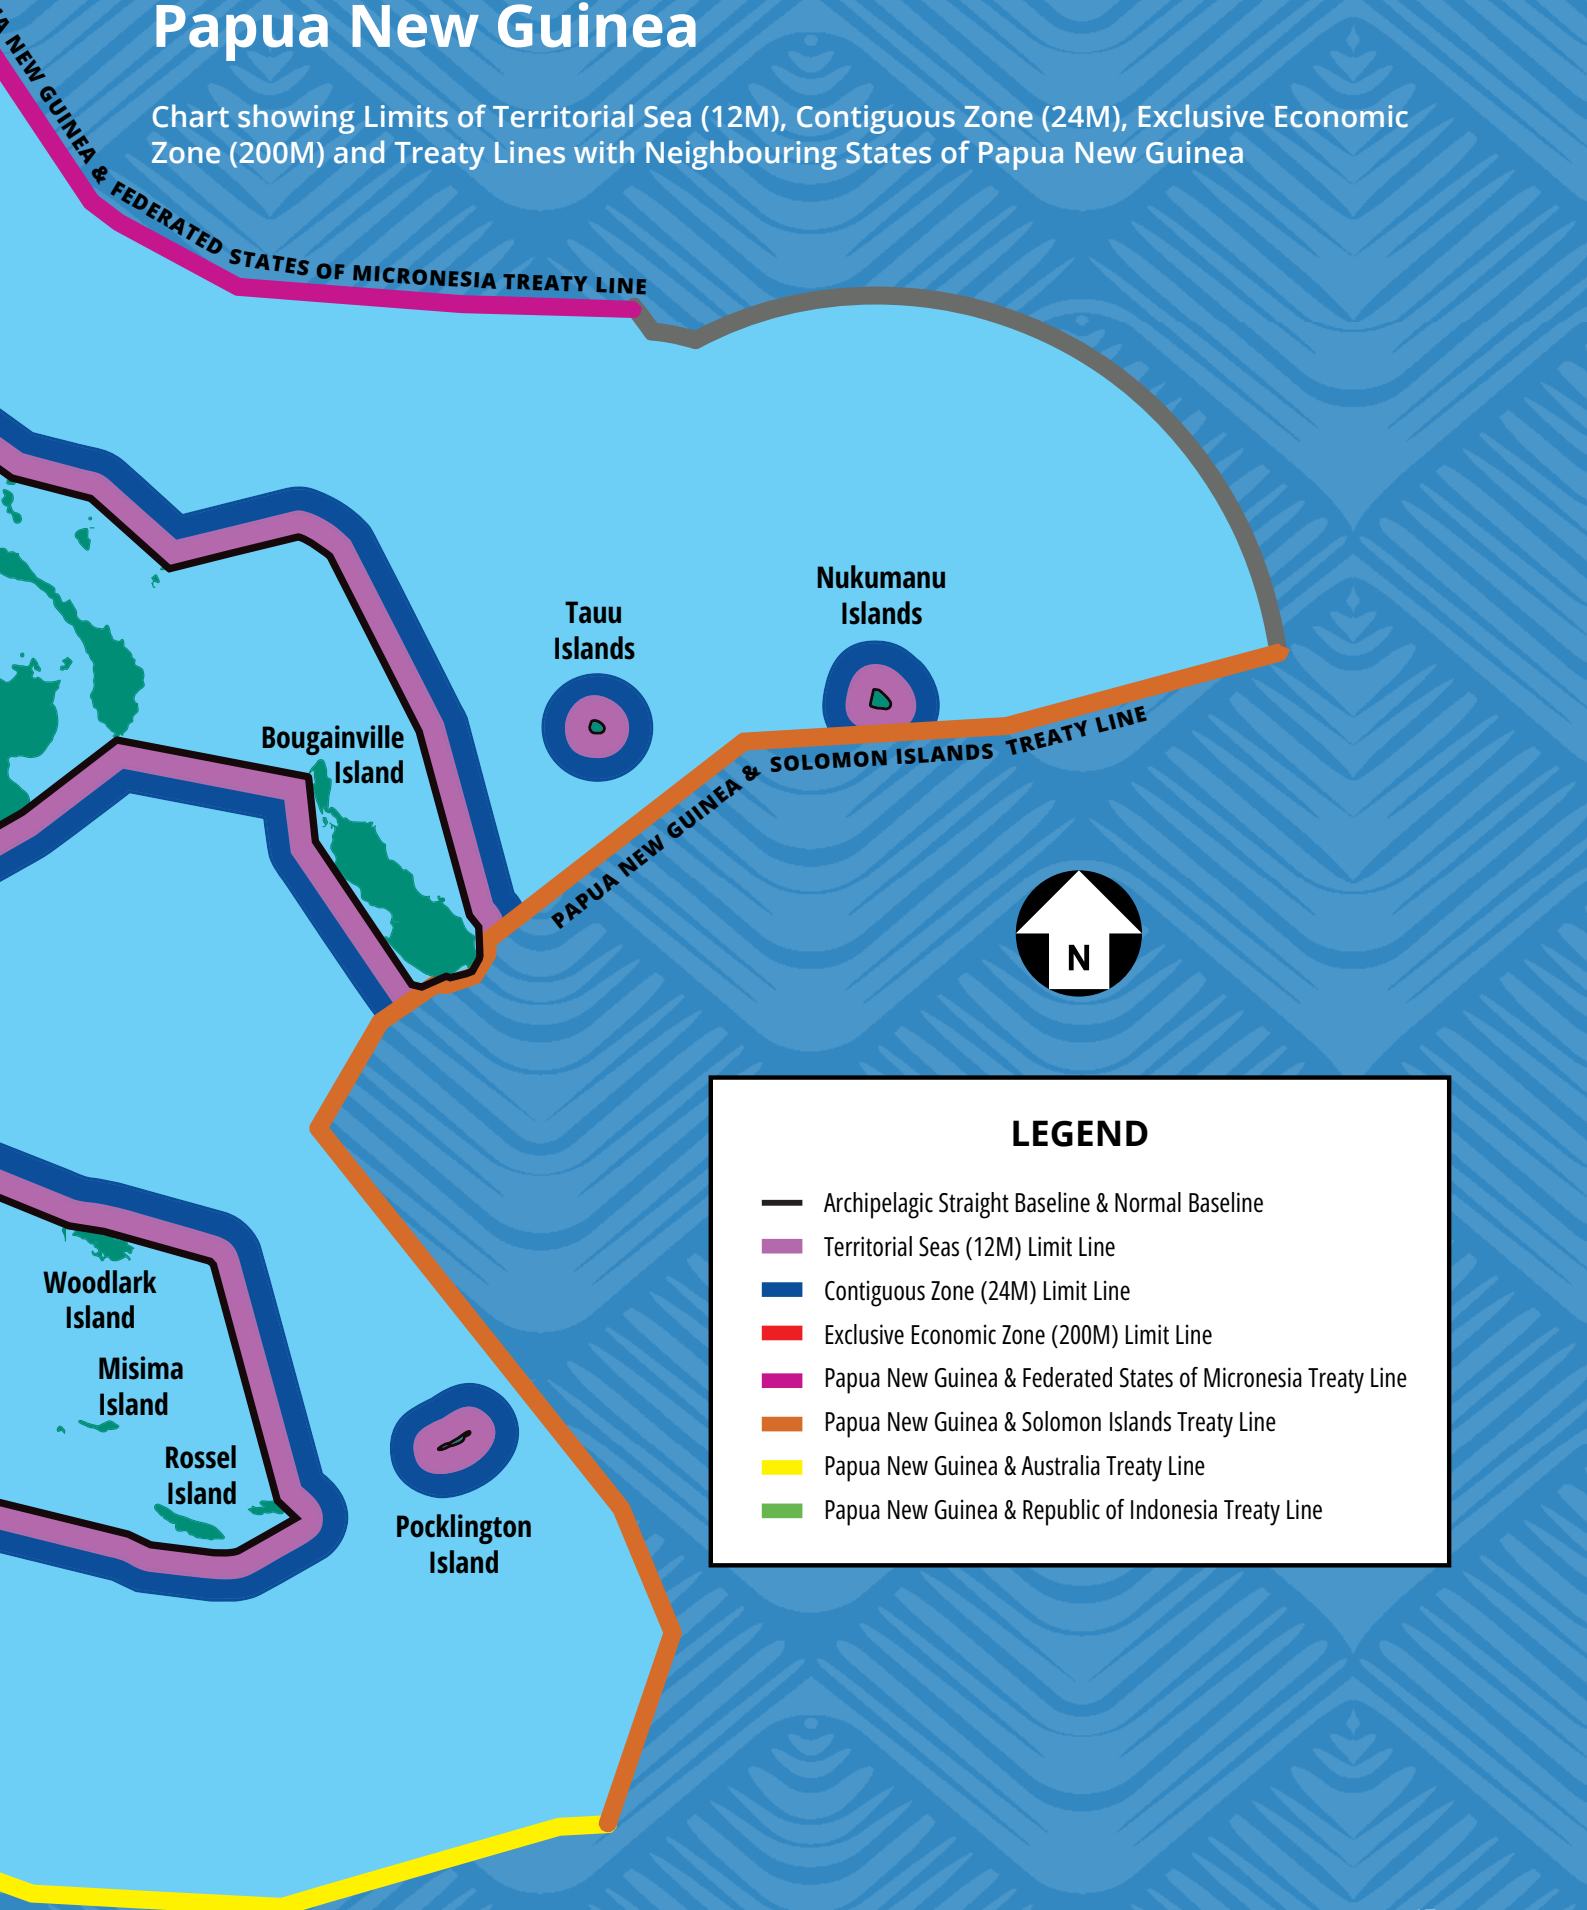 Papua New Guinea
Chart showing Limits of Territorial Sea (12M), Contiguous Zone (24M), Exclusive Economic
Zone (200M) and Treaty Lines with Neighbouring States of Papua New Guinea
NEW GUINEA & FEDERATED STATES OF MICRONESIA TREATY LINE
Nukumanu
Islands
Tauu
Islands
Bougainville
Island
PAPUA NEW GUINEA & SOLOMON ISLANDS TREATY LINE
N
LEGEND
Archipelagic Straight Baseline & Normal Baseline
Territorial Seas (12M) Limit Line
Contiguous Zone (24M) Limit Line
Exclusive Economic Zone (200M) Limit Line
Papua New Guinea & Federated States of Micronesia Treaty Line
Papua New Guinea & Solomon Islands Treaty Line
Papua New Guinea & Australia Treaty Line
Papua New Guinea & Republic of Indonesia Treaty Line
Woodlark
Island
Misima
Island
Rossel
Island
Pocklington
Island